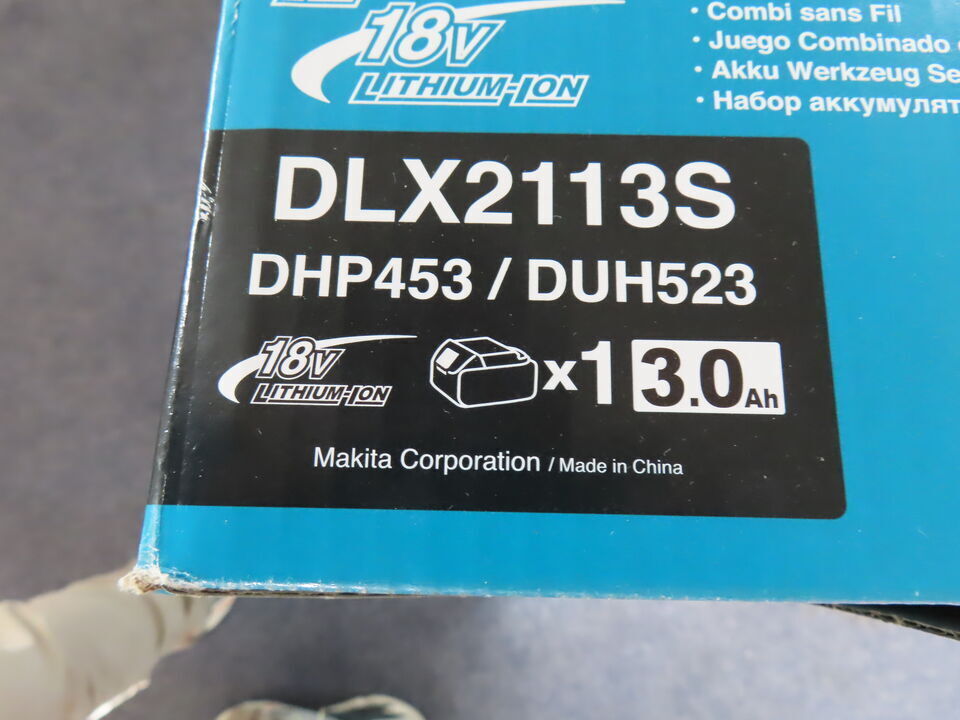 18V
LITHIUM-ION
• Combi sans Fil
• Juego Combinado
• Akku Werkzeug
• Набор
DLX2113S
DHP453 / DUH523
18V
LITHIUM-ION
x1 3.0Ah
Makita Corporation / Made in China